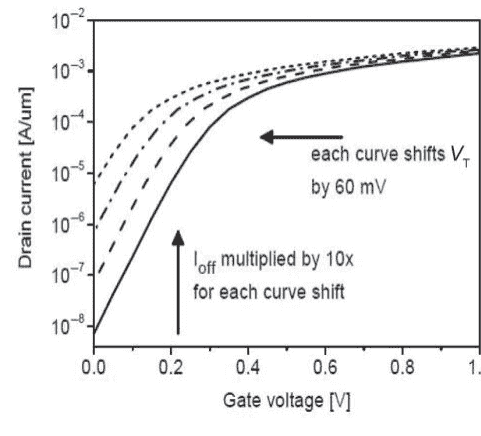 10⁻²
10⁻³
10⁻⁴
10⁻⁵
10⁻⁶
10⁻⁷
10⁻⁸
Drain current [A/um]
each curve shifts V_T
by 60 mV
I_off multiplied by 10x
for each curve shift
0.0 0.2 0.4 0.6 0.8 1.
Gate voltage [V]